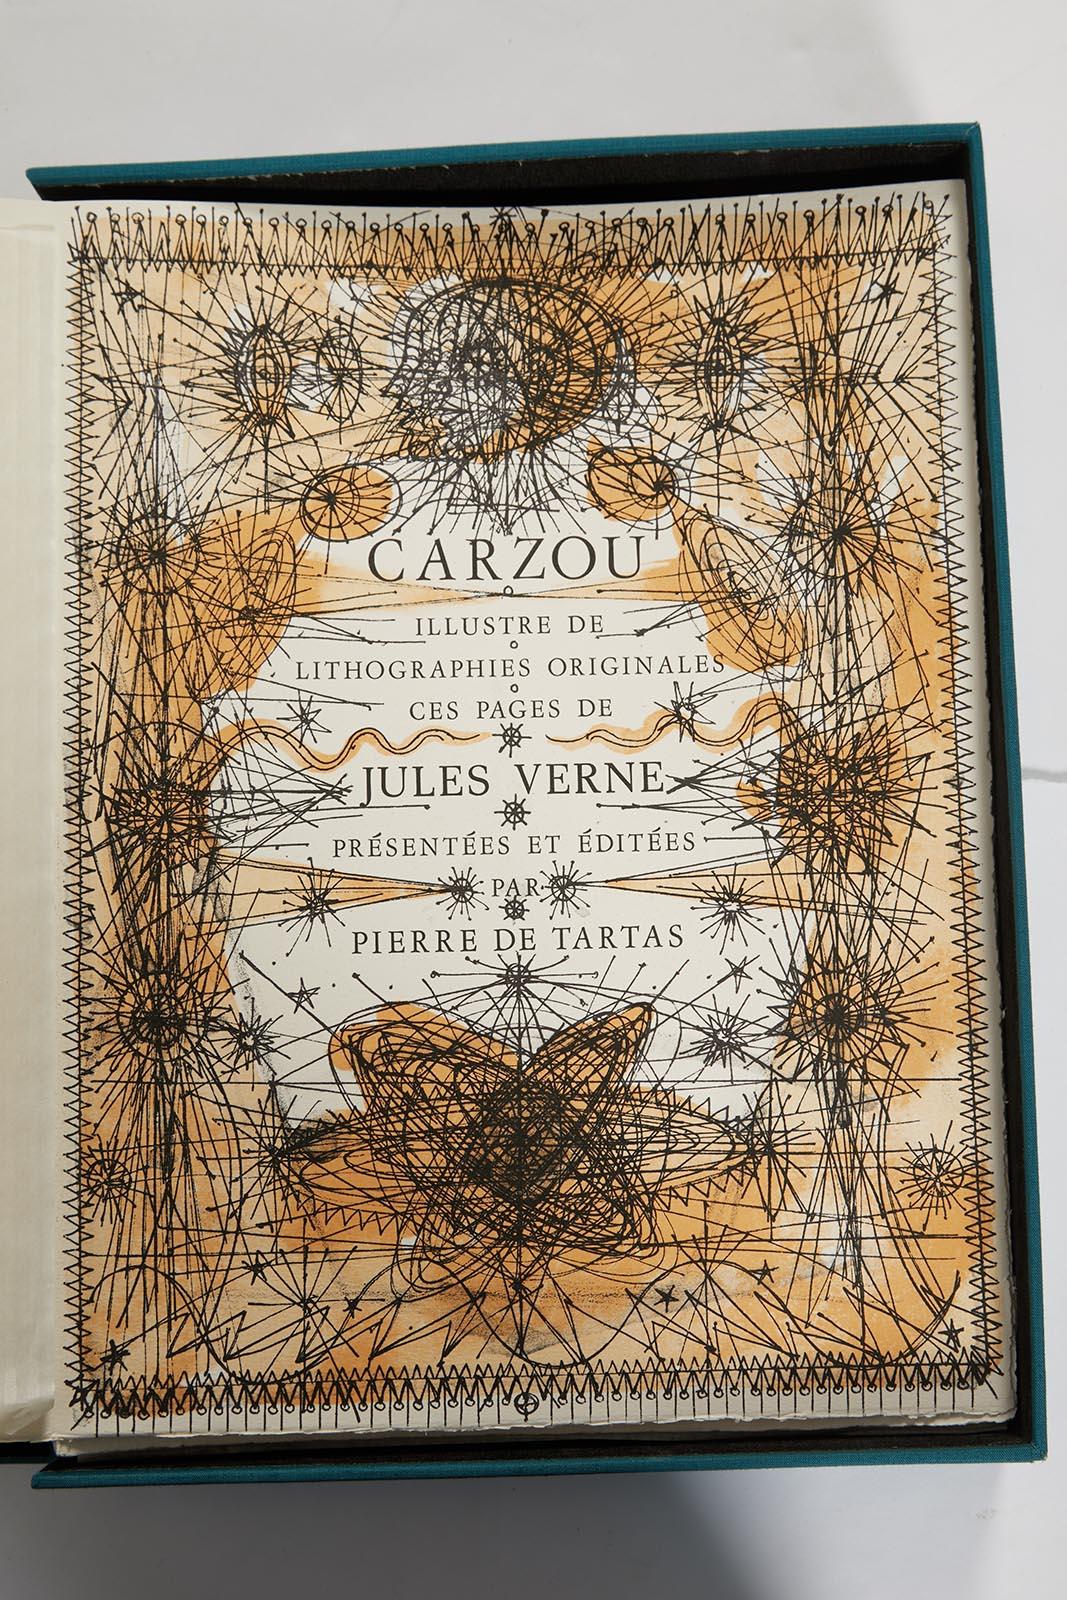 CARZOU
ILLUSTRE DE
LITHOGRAPHIES ORIGINALES
CES PAGES DE
JULES VERNE
PRÉSENTÉES ET ÉDITÉES
PAR
PIERRE DE TARTAS